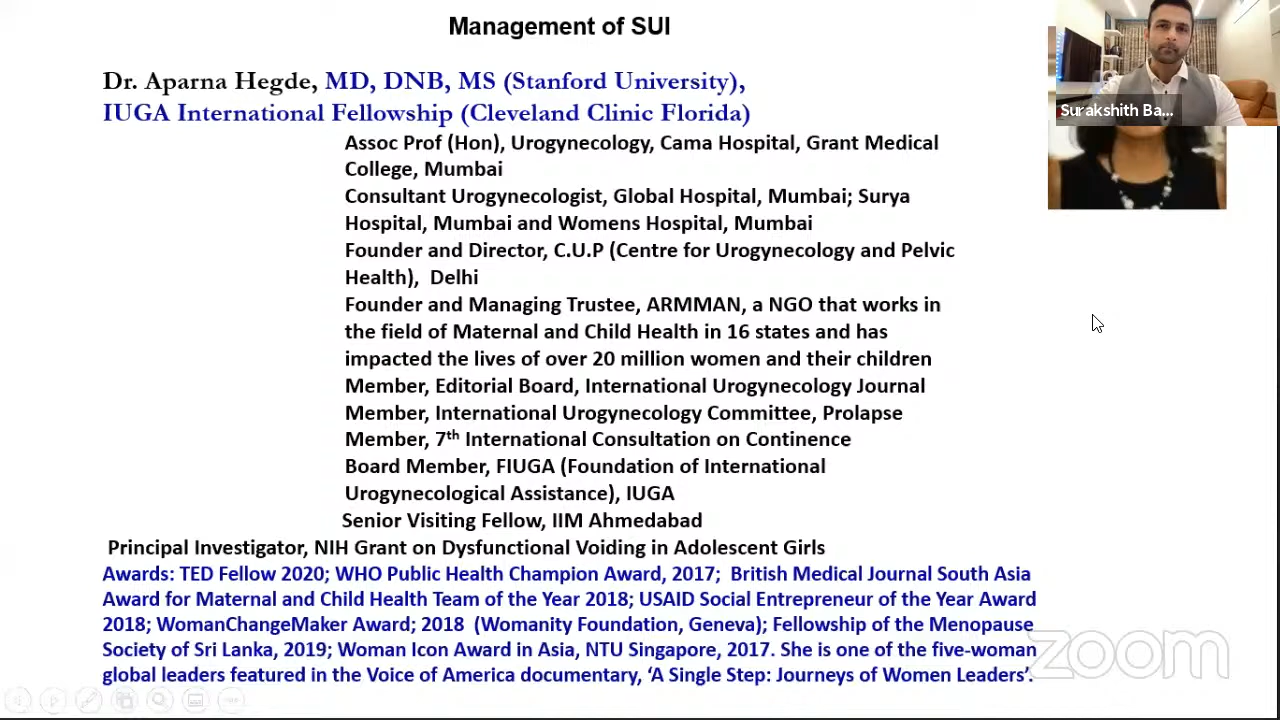 Management of SUI
Surakshith Ba...
Dr. Aparna Hegde, MD, DNB, MS (Stanford University),
IUGA International Fellowship (Cleveland Clinic Florida)
Assoc Prof (Hon), Urogynecology, Cama Hospital, Grant Medical
College, Mumbai
Consultant Urogynecologist, Global Hospital, Mumbai; Surya
Hospital, Mumbai and Womens Hospital, Mumbai
Founder and Director, C.U.P (Centre for Urogynecology and Pelvic
Health), Delhi
Founder and Managing Trustee, ARMMAN, a NGO that works in
the field of Maternal and Child Health in 16 states and has
impacted the lives of over 20 million women and their children
Member, Editorial Board, International Urogynecology Journal
Member, International Urogynecology Committee, Prolapse
Member, 7th International Consultation on Continence
Board Member, FIUGA (Foundation of International
Urogynecological Assistance), IUGA
Senior Visiting Fellow, IIM Ahmedabad
Principal Investigator, NIH Grant on Dysfunctional Voiding in Adolescent Girls
Awards: TED Fellow 2020; WHO Public Health Champion Award, 2017; British Medical Journal South Asia
Award for Maternal and Child Health Team of the Year 2018; USAID Social Entrepreneur of the Year Award
2018; WomanChangeMaker Award; 2018 (Womanity Foundation, Geneva); Fellowship of the Menopause
Society of Sri Lanka, 2019; Woman Icon Award in Asia, NTU Singapore, 2017. She is one of the five-woman
global leaders featured in the Voice of America documentary, ‘A Single Step: Journeys of Women Leaders’.
zoom